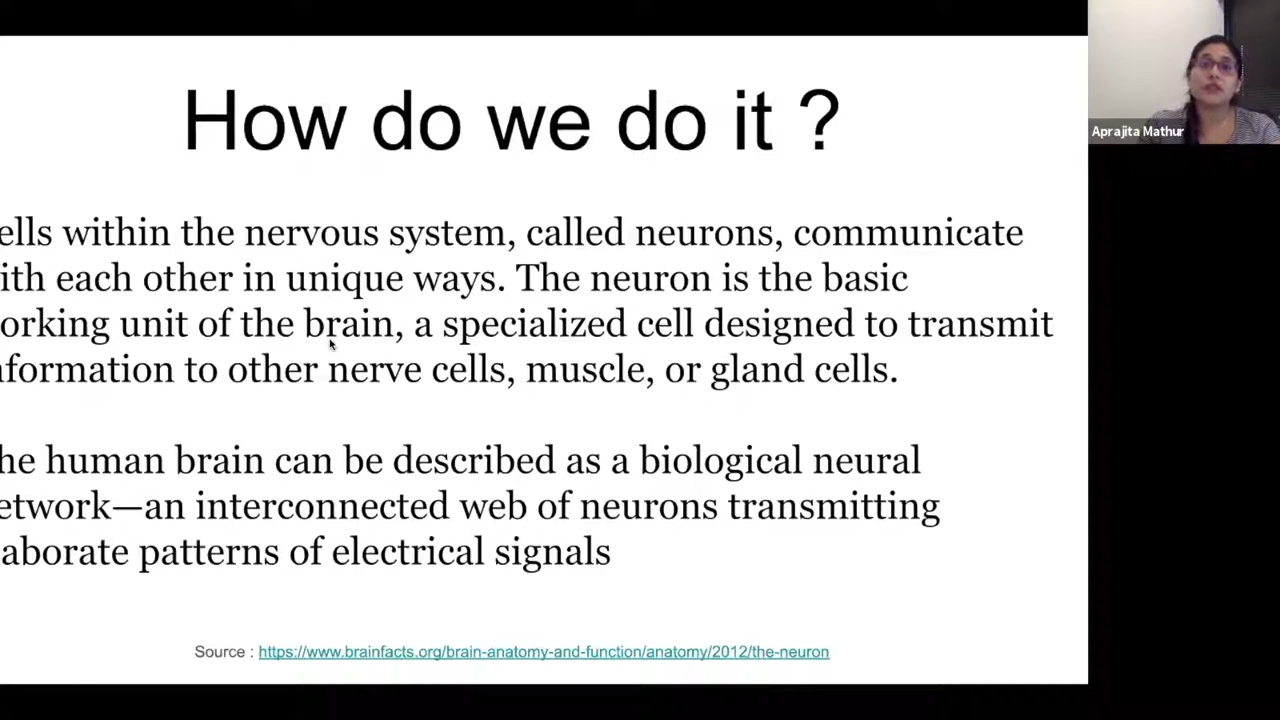 How do we do it ?
Aprajita Mathur
ells within the nervous system, called neurons, communicate
ith each other in unique ways. The neuron is the basic
orking unit of the brain, a specialized cell designed to transmit
nformation to other nerve cells, muscle, or gland cells.
he human brain can be described as a biological neural
etwork—an interconnected web of neurons transmitting
aborate patterns of electrical signals
Source : https://www.brainfacts.org/brain-anatomy-and-function/anatomy/2012/the-neuron